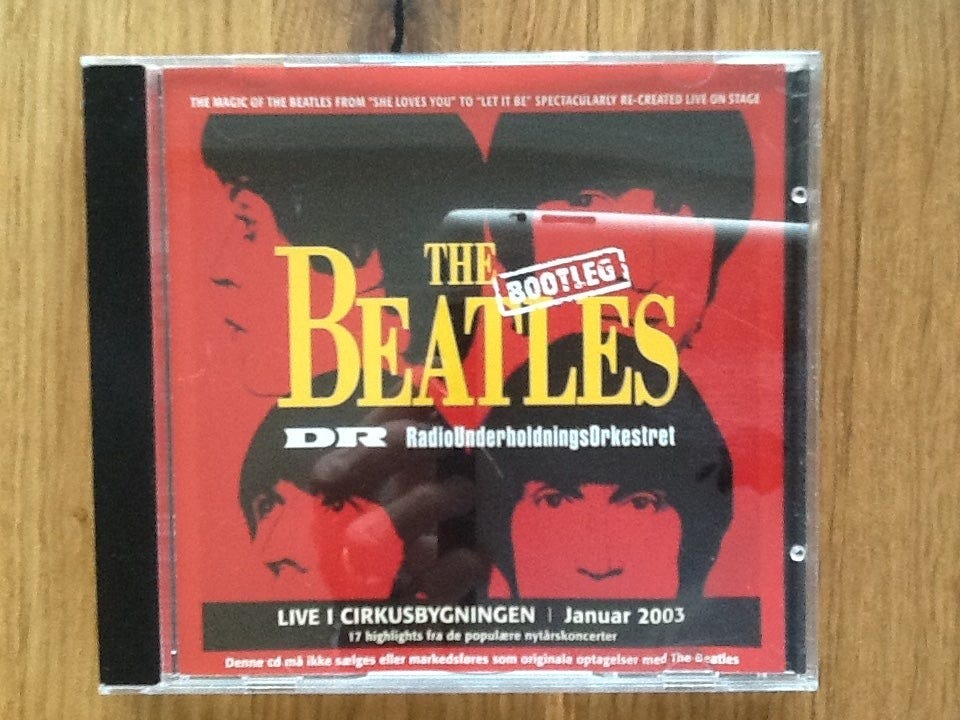 THE MAGIC OF THE BEATLES FROM "SHE LOVES YOU" TO "LET IT BE" SPECTACULARLY RE-CREATED LIVE ON STAGE
THE
BOOTLEG
BEATLES
DR RadioUnderholdningsOrkestret
LIVE I CIRKUSBYGNINGEN | Januar 2003
17 highlights fra de populære nytårskoncerter
Denne cd må ikke sælges eller markedsføres som originale optagelser med The Beatles